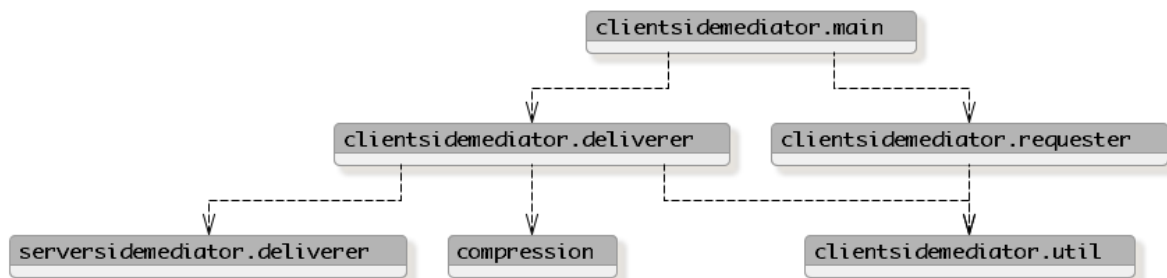 clientsidemediator.main
clientsidemediator.deliverer
clientsidemediator.requester
serversidemediator.deliverer
compression
clientsidemediator.util